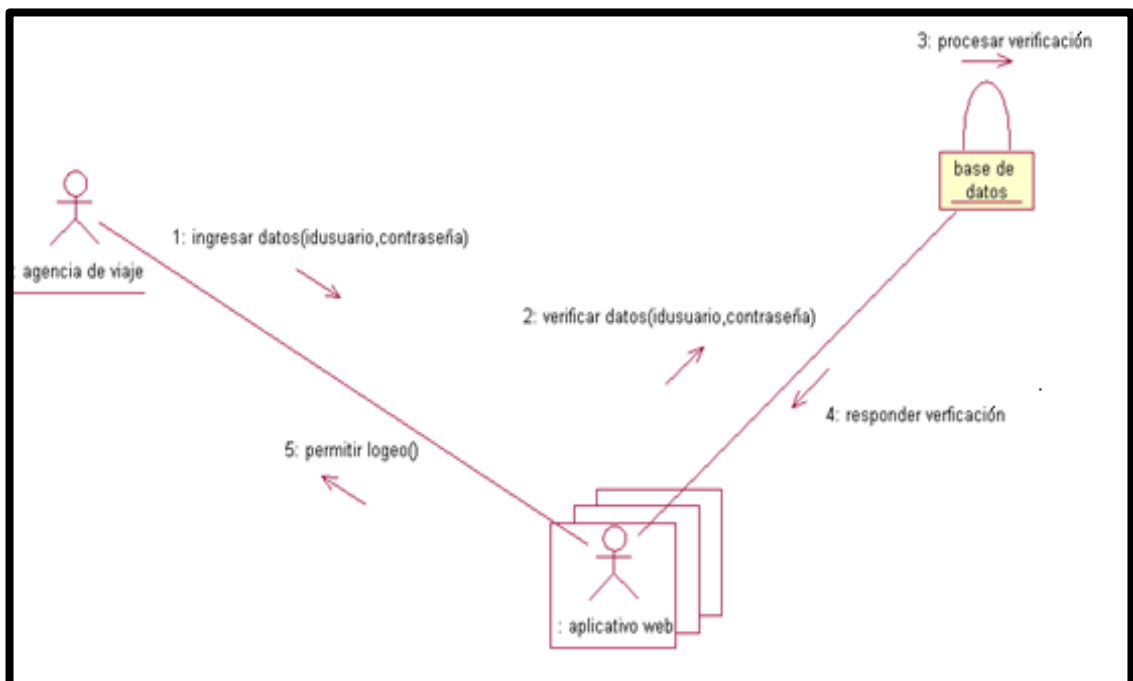 3: procesar verificación
base de
datos
1: ingresar datos(idusuario,contraseña)
: agencia de viaje
2: verificar datos(idusuario,contraseña)
4: responder verficación
5: permitir logeo()
: aplicativo web